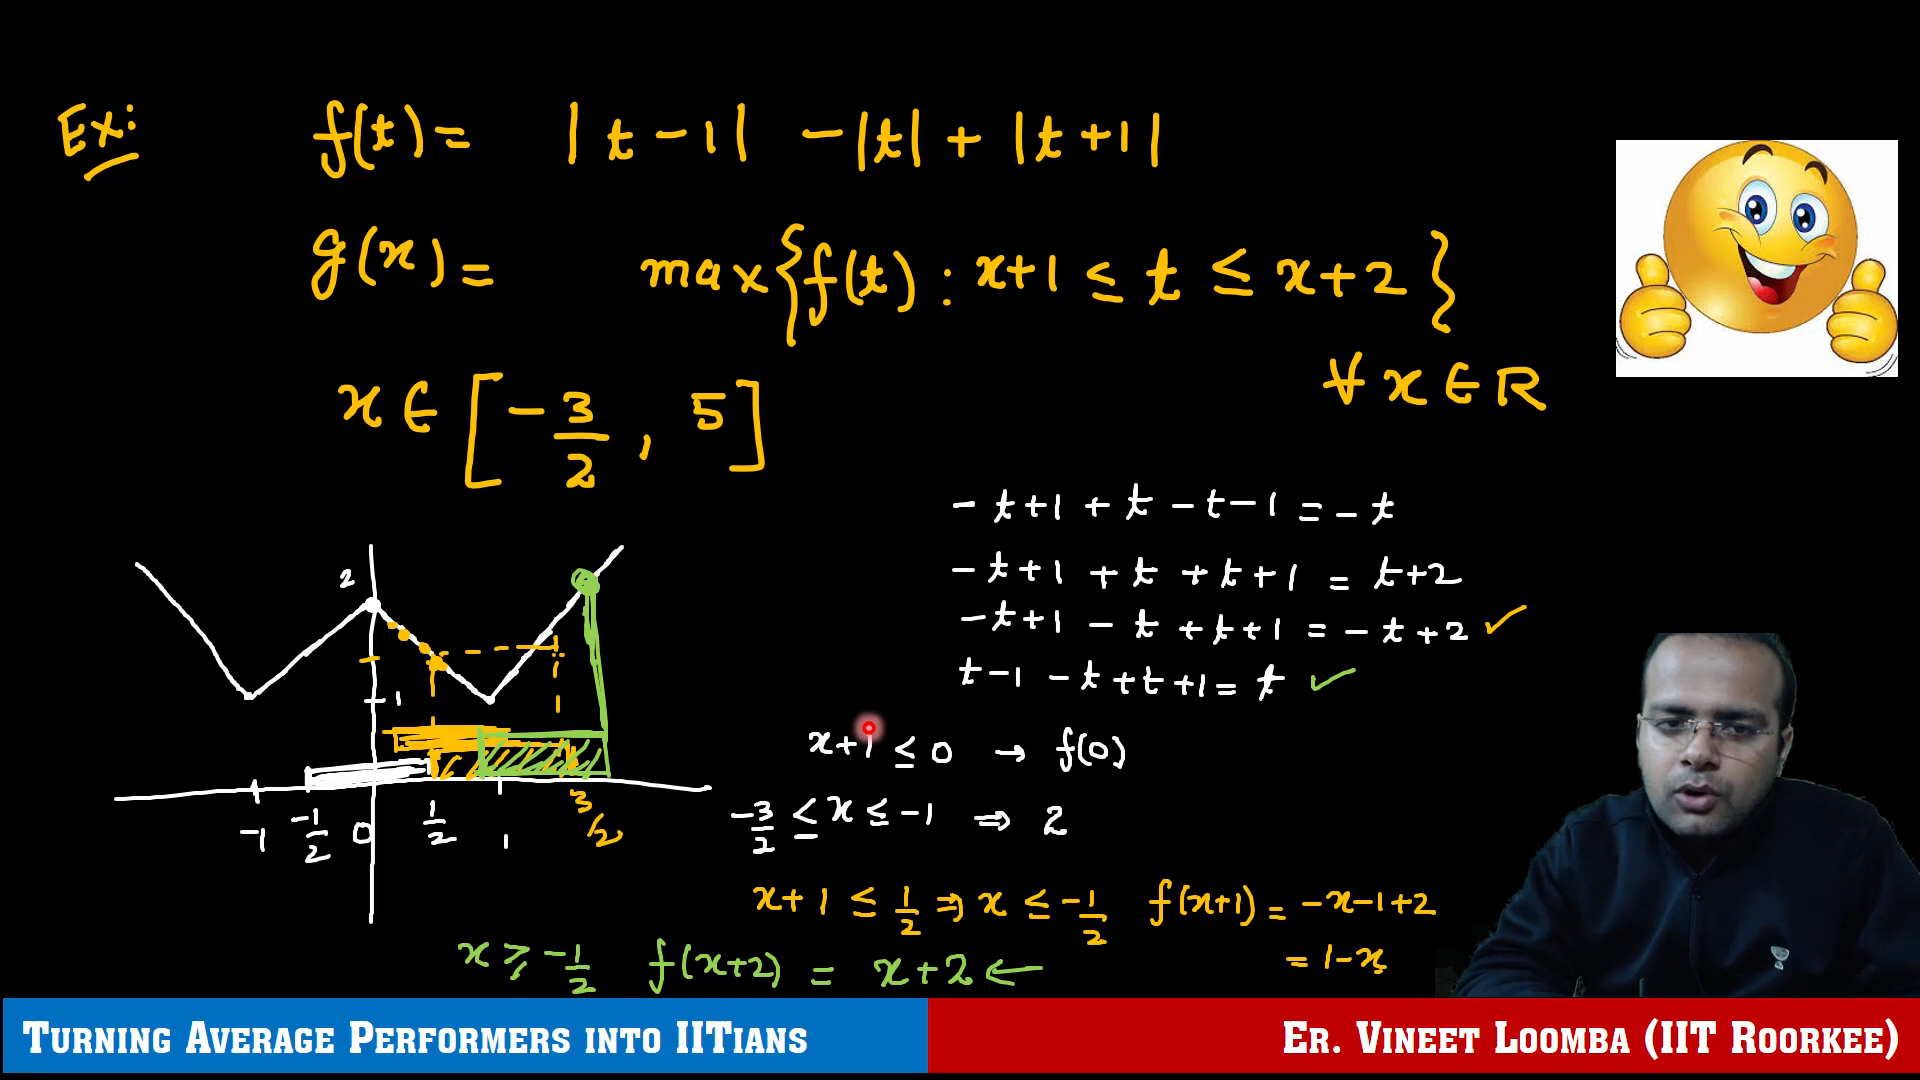 Ex: f(t) = |t-1| -|t| + |t+1|
g(x) = max{f(t) : x+1 ≤ t ≤ x+2}
∀ x ∈ R
x ∈ [-3/2, 5]
-t+1 + t - t-1 = -t
-t+1 + t + t+1 = t+2
-t+1 - t + t+1 = -t+2 ✓
t-1 - t + t+1 = t ✓
2
1
-1 -1/2 0 1/2 1 3/2
x+1 ≤ 0 → f(0)
-3/2 ≤ x ≤ -1 ⇒ 2
x+1 ≤ 1/2 ⇒ x ≤ -1/2 f(x+1) = -x-1+2
= 1-x
x ≥ -1/2 f(x+2) = x+2 ←
TURNING AVERAGE PERFORMERS INTO IITIANS
ER. VINEET LOOMBA (IIT ROORKEE)